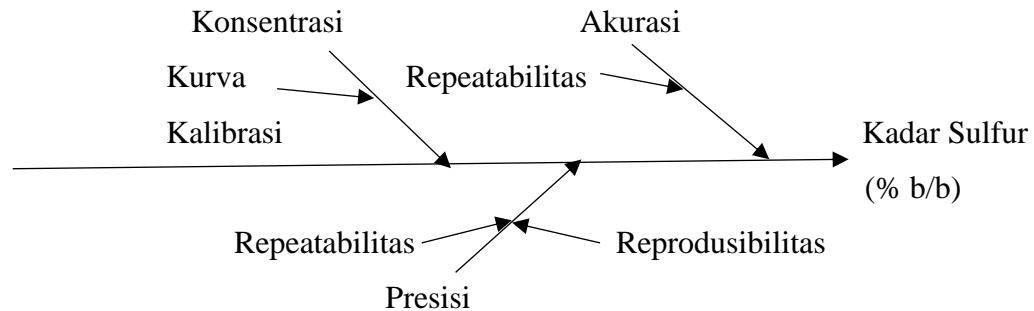 Konsentrasi
Akurasi
Kurva
Kalibrasi
Repeatabilitas
Kadar Sulfur
(% b/b)
Repeatabilitas
Reprodusibilitas
Presisi